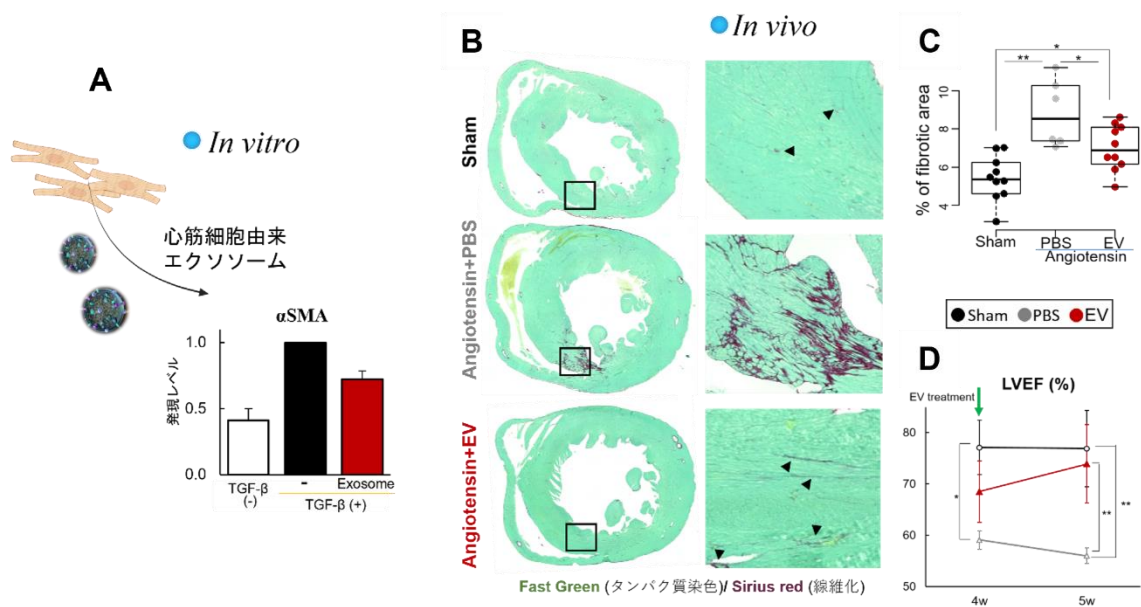 A
In vitro
心筋細胞由来
エクソソーム
αSMA
発現レベル
1.0
0.5
0.0
TGF-β
(-)
-
Exosome
TGF-β (+)
B
In vivo
Sham
Angiotensin+PBS
Angiotensin+EV
Fast Green (タンパク質染色)/ Sirius red (線維化)
C
% of fibrotic area
10
8
6
4
*
**
*
Sham
PBS
EV
Angiotensin
Sham
PBS
EV
D
LVEF (%)
EV treatment
80
70
60
50
*
**
**
4w
5w